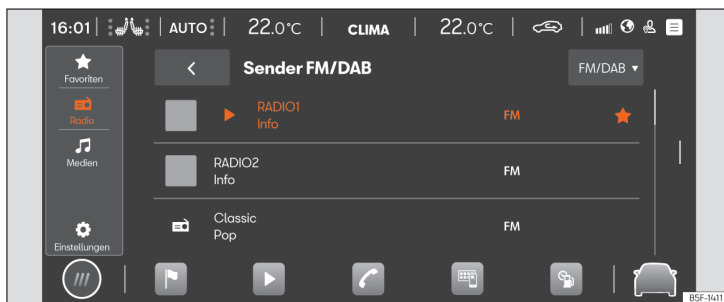 16:01 AUTO 22.0°C CLIMA 22.0°C
Favoriten
Radio
Medien
Einstellungen
Sender FM/DAB FM/DAB
RADIO1 FM
Info
RADIO2 FM
Info
Classic FM
Pop
B5F-1411